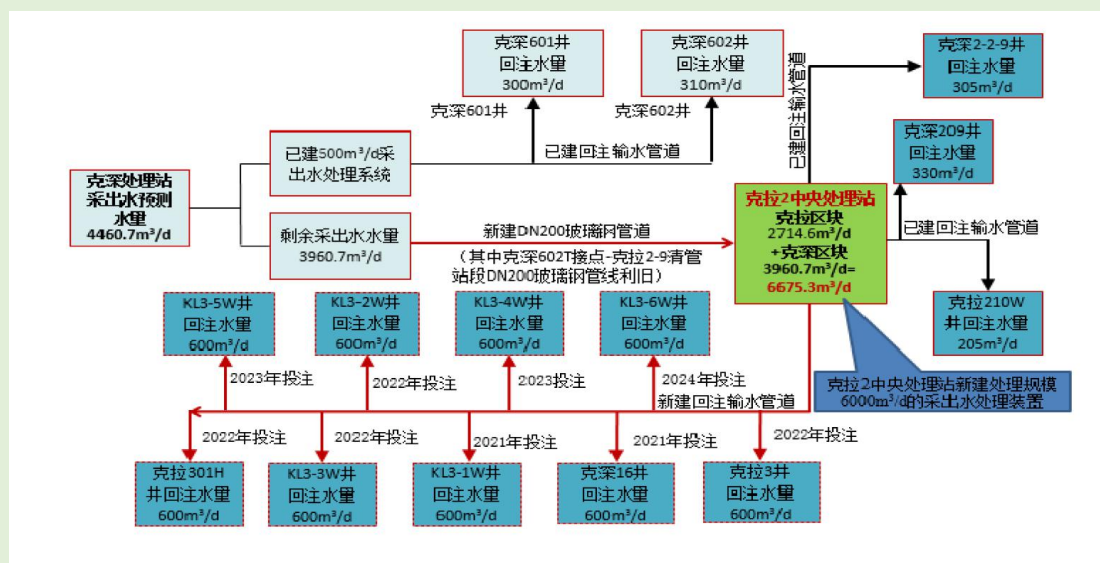 克深601井
回注水量
300m³/d
克深602井
回注水量
310m³/d
克深2-2-9井
回注水量
305m³/d
克深601井
克深602井
已建回注输水管道
已建500m³/d采
出水处理系统
已建回注输水管道
克深209井
回注水量
330m³/d
克深处理站
采出水预测
水量
4460.7m³/d
剩余采出水水量
3960.7m³/d
新建DN200玻璃钢管道
(其中克深602T接点-克拉2-9清管
站段DN200玻璃钢管线利旧)
克拉2中央处理站
克拉区块
2714.6m³/d
+克深区块
3960.7m³/d=
6675.3m³/d
已建回注输水管道
克拉210W
井回注水量
205m³/d
KL3-5W井
回注水量
600m³/d
KL3-2W井
回注水量
600m³/d
KL3-4W井
回注水量
600m³/d
KL3-6W井
回注水量
600m³/d
2023年投注
2022年投注
2023投注
2024年投注
新建回注输水管道
克拉2中央处理站新建处理规模
6000m³/d的采出水处理装置
2022年投注
2022年投注
2021年投注
2021年投注
2022年投注
克拉301H
井回注水量
600m³/d
KL3-3W井
回注水量
600m³/d
KL3-1W井
回注水量
600m³/d
克深16井
回注水量
600m³/d
克拉3井
回注水量
600m³/d